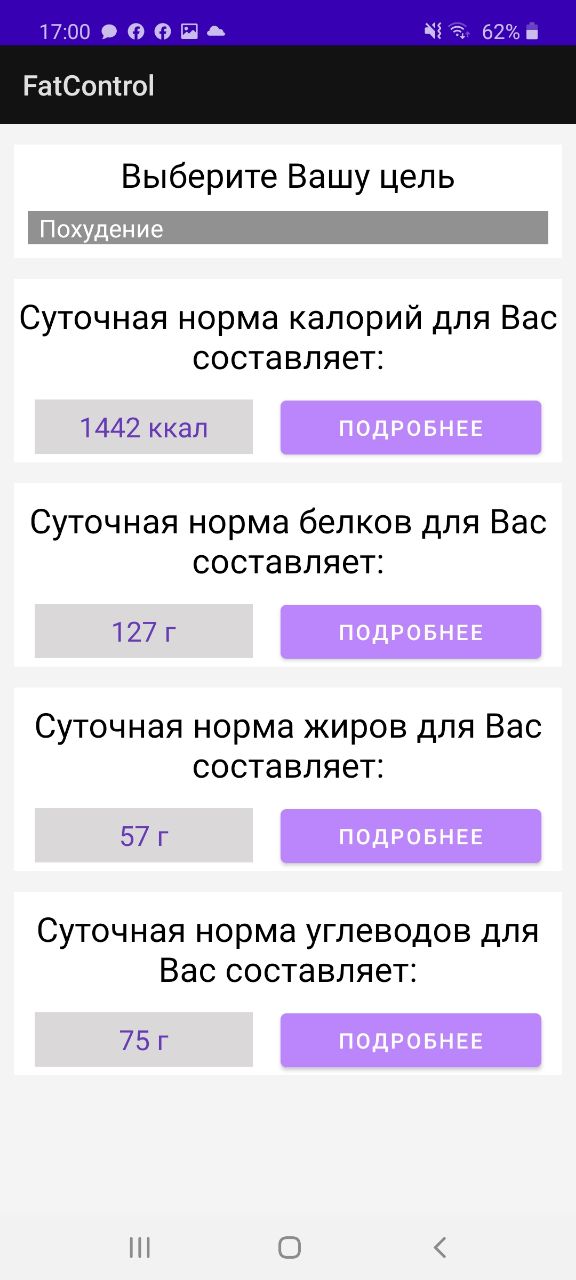 17:00 62%
FatControl
Выберите Вашу цель
Похудение
Суточная норма калорий для Вас
составляет:
1442 ккал ПОДРОБНЕЕ
Суточная норма белков для Вас
составляет:
127 г ПОДРОБНЕЕ
Суточная норма жиров для Вас
составляет:
57 г ПОДРОБНЕЕ
Суточная норма углеводов для
Вас составляет:
75 г ПОДРОБНЕЕ